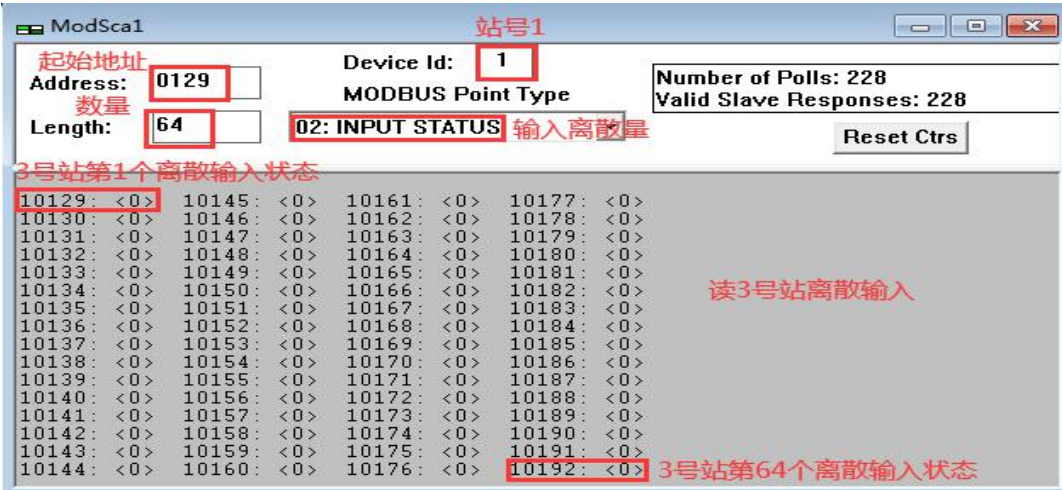 ModSca1
站号1
起始地址
Address: 0129
Device Id: 1
MODBUS Point Type
Number of Polls: 228
Valid Slave Responses: 228
数量
Length: 64
02: INPUT STATUS 输入离散量
Reset Ctrs
3号站第1个离散输入状态
10129: <0> 10145: <0> 10161: <0> 10177: <0>
10130: <0> 10146: <0> 10162: <0> 10178: <0>
10131: <0> 10147: <0> 10163: <0> 10179: <0>
10132: <0> 10148: <0> 10164: <0> 10180: <0>
10133: <0> 10149: <0> 10165: <0> 10181: <0>
10134: <0> 10150: <0> 10166: <0> 10182: <0>
读3号站离散输入
10135: <0> 10151: <0> 10167: <0> 10183: <0>
10136: <0> 10152: <0> 10168: <0> 10184: <0>
10137: <0> 10153: <0> 10169: <0> 10185: <0>
10138: <0> 10154: <0> 10170: <0> 10186: <0>
10139: <0> 10155: <0> 10171: <0> 10187: <0>
10140: <0> 10156: <0> 10172: <0> 10188: <0>
10141: <0> 10157: <0> 10173: <0> 10189: <0>
10142: <0> 10158: <0> 10174: <0> 10190: <0>
10143: <0> 10159: <0> 10175: <0> 10191: <0>
10144: <0> 10160: <0> 10176: <0> 10192: <0> 3号站第64个离散输入状态